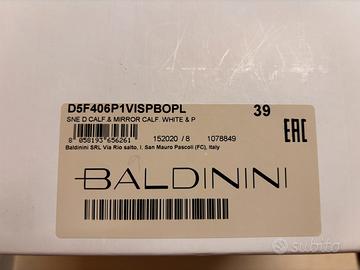 D5F406P1VISPBOPL 39
SNE D CALF.& MIRROR CALF. WHITE & P
8 058193 656261 152020 / 8 1078849
EAC
Baldinini SRL Via Rio salto, I, San Mauro Pascoli (FC), Italy
BALDININI
subito